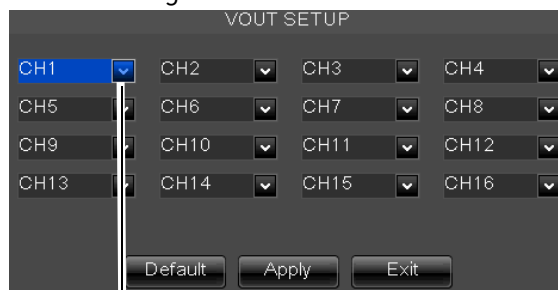 VOUT SETUP
CH1 CH2 CH3 CH4
CH5 CH6 CH7 CH8
CH9 CH10 CH11 CH12
CH13 CH14 CH15 CH16
Default Apply Exit